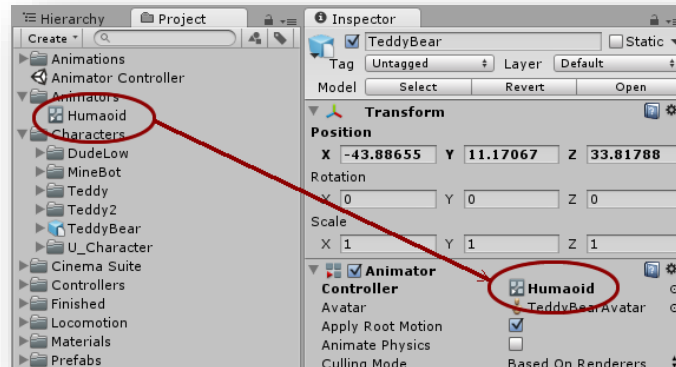 Hierarchy
Project
Create
Animations
Animator Controller
Animators
Humaoid
Characters
DudeLow
MineBot
Teddy
Teddy2
TeddyBear
U_Character
Cinema Suite
Controllers
Finished
Locomotion
Materials
Prefabs
Inspector
TeddyBear Static
Tag Untagged Layer Default
Model Select Revert Open
Transform
Position
X -43.88655 Y 11.17067 Z 33.81788
Rotation
X 0 Y 0 Z 0
Scale
X 1 Y 1 Z 1
Animator
Controller Humaoid
Avatar TeddyBearAvatar
Apply Root Motion
Animate Physics
Culling Mode Based On Renderers